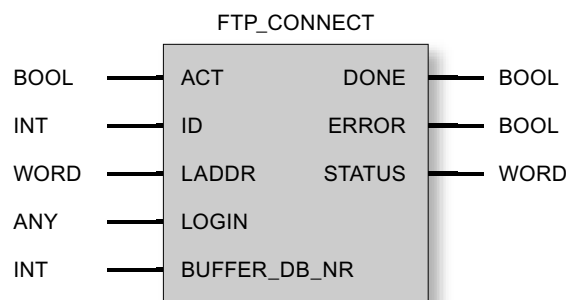 FTP_CONNECT
BOOL ACT DONE BOOL
INT ID ERROR BOOL
WORD LADDR STATUS WORD
ANY LOGIN
INT BUFFER_DB_NR